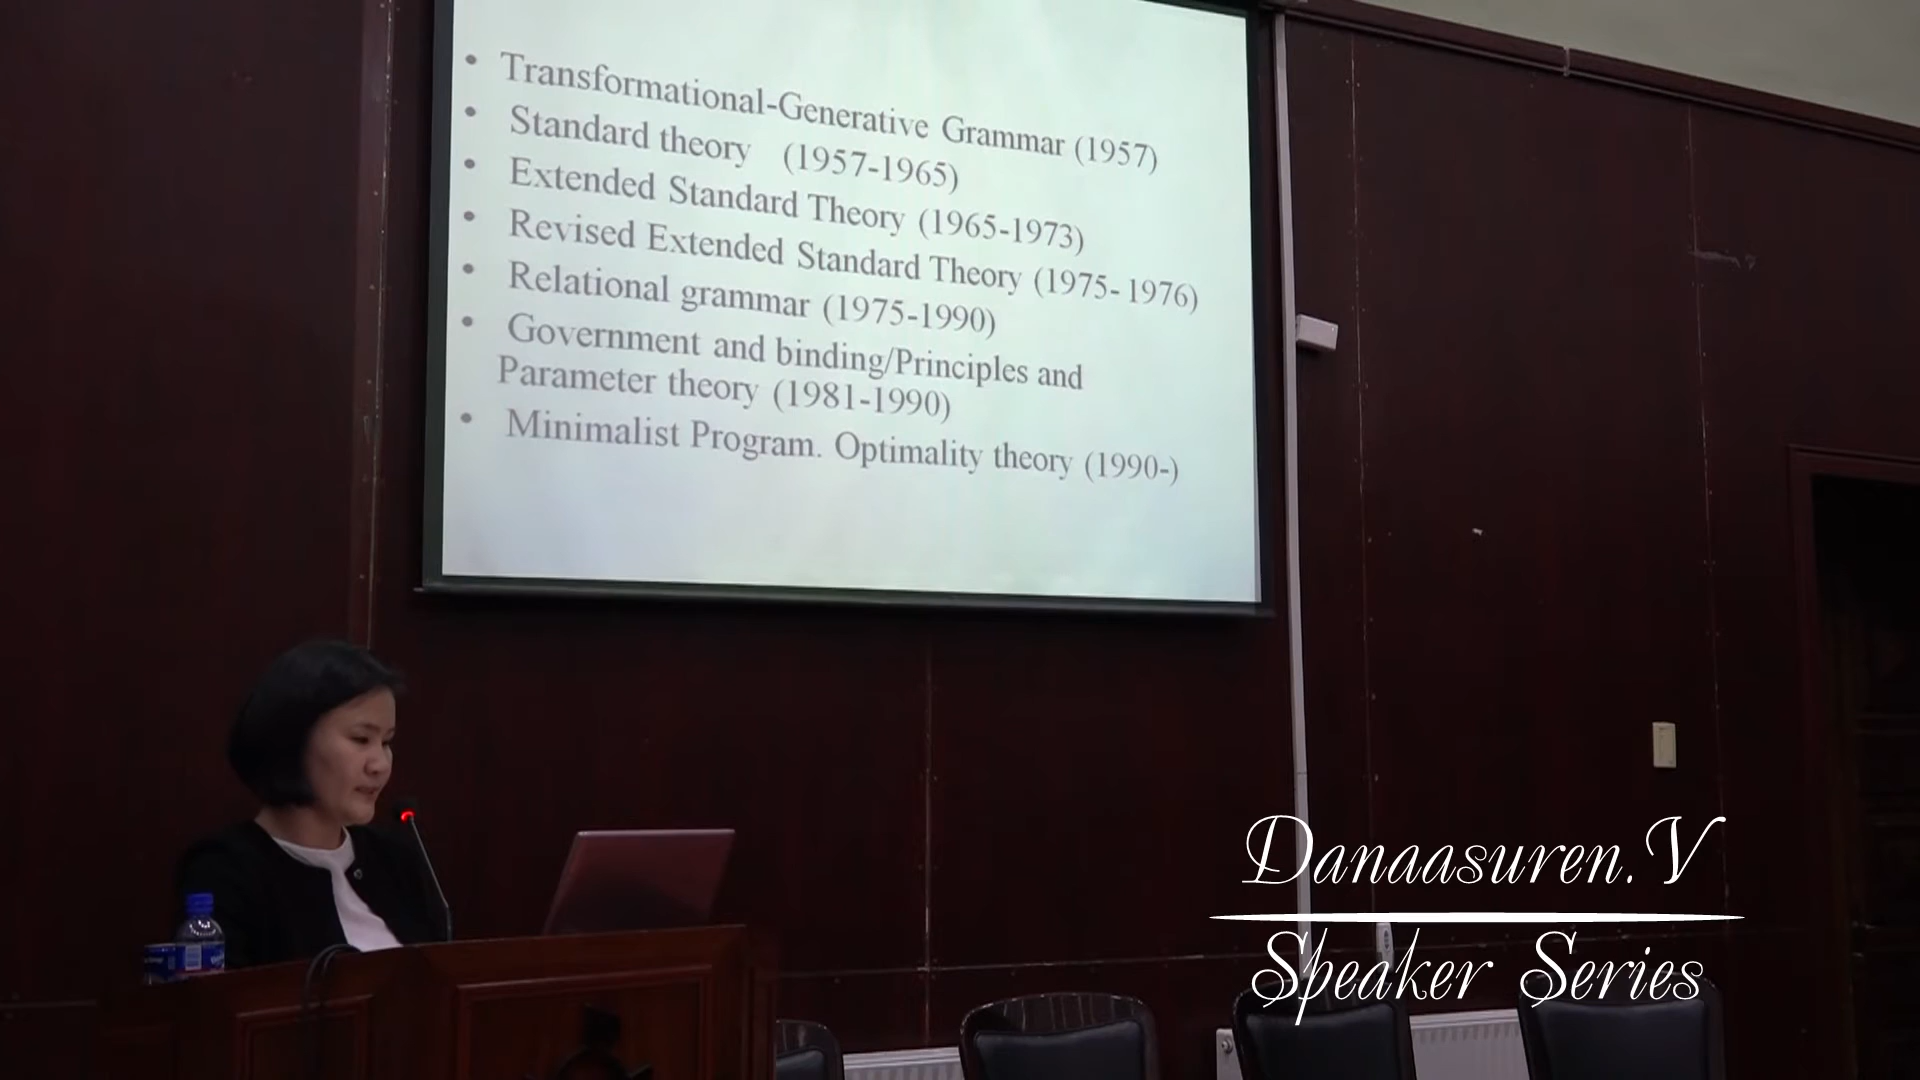 • Transformational-Generative Grammar (1957)
• Standard theory (1957-1965)
• Extended Standard Theory (1965-1973)
• Revised Extended Standard Theory (1975-1976)
• Relational grammar (1975-1990)
• Government and binding/Principles and
Parameter theory (1981-1990)
• Minimalist Program. Optimality theory (1990-)
Danaasuren.V
Speaker Series